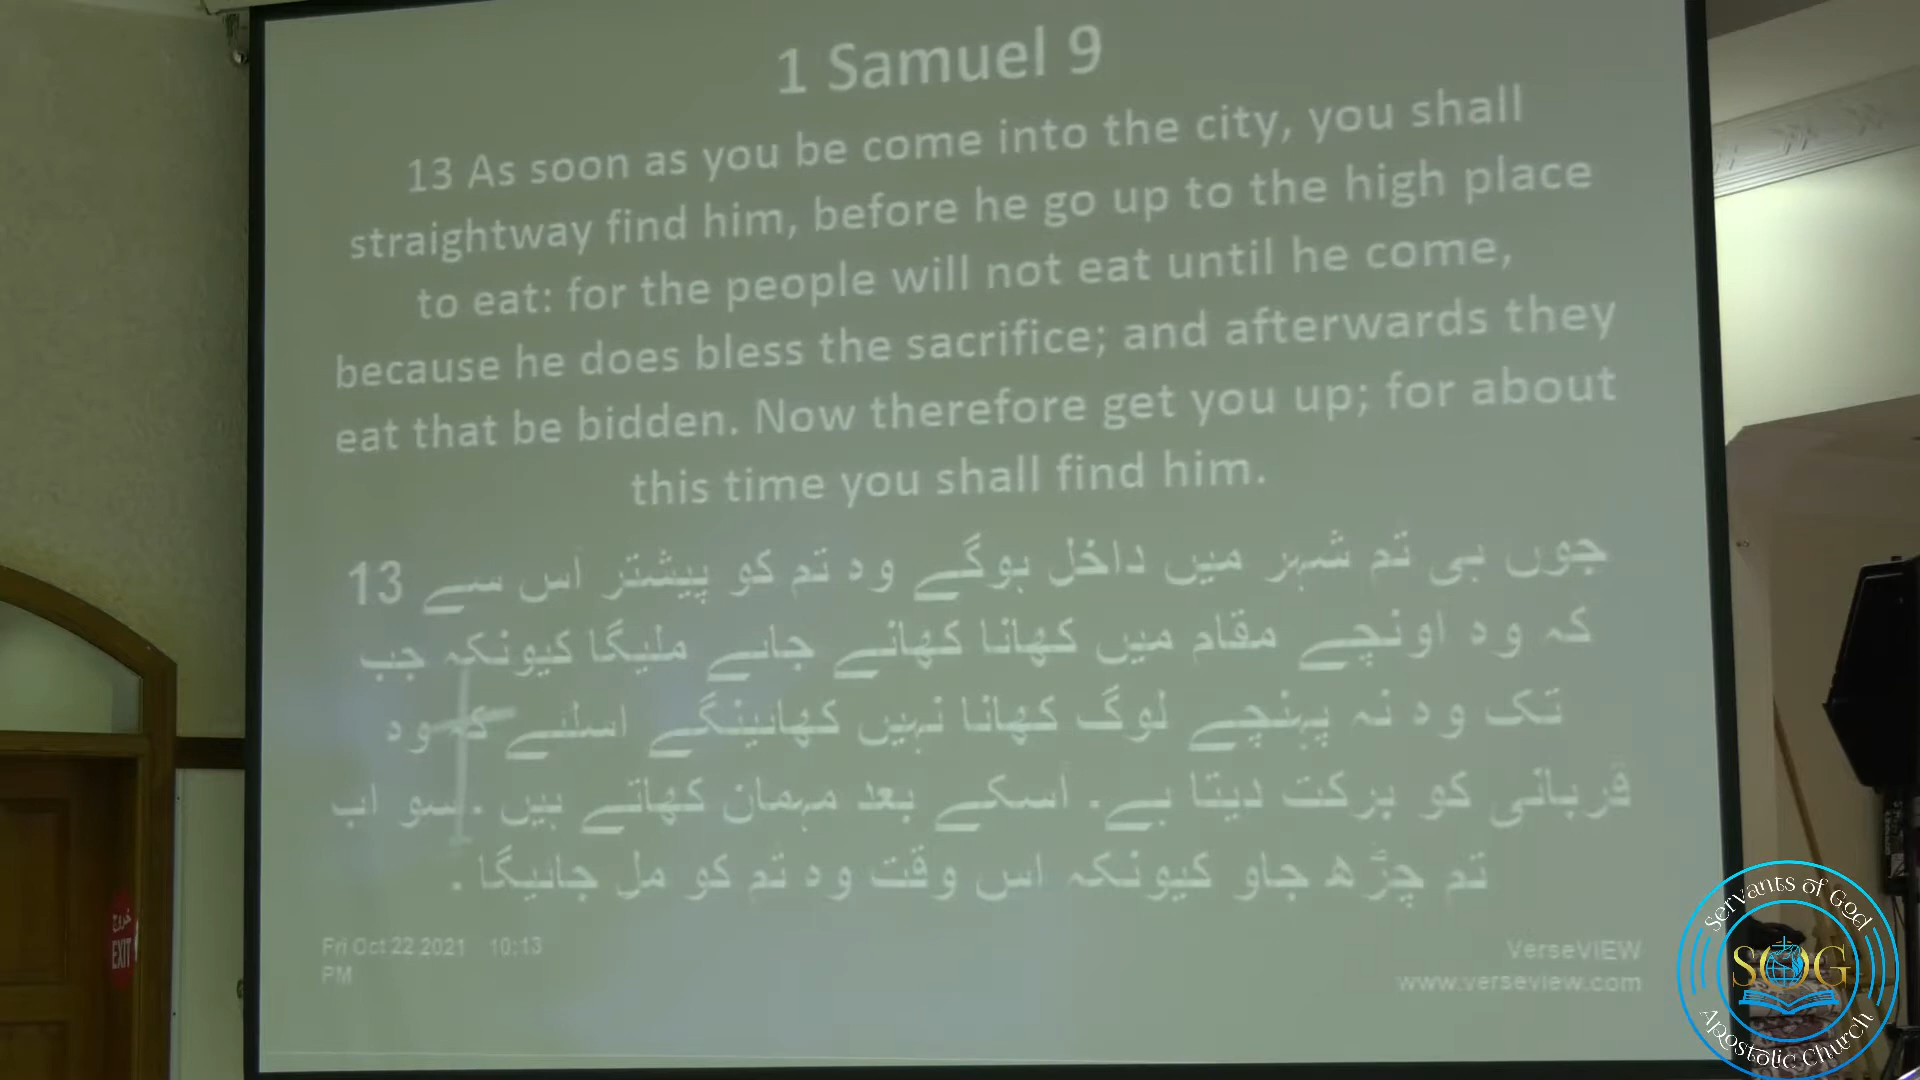 1 Samuel 9
13 As soon as you be come into the city, you shall
straightway find him, before he go up to the high place
to eat: for the people will not eat until he come,
because he does bless the sacrifice; and afterwards they
eat that be bidden. Now therefore get you up; for about
this time you shall find him.
13 جوں ہی تم شہر میں داخل ہوگے وہ تم کو پیشتر اُس سے
کہ وہ اونچے مقام میں کھانا کھانے جائے ملیگا کیونکہ جب
تک وہ نہ پہنچے لوگ کھانا نہیں کھائینگے اسلئے کہ وہ
قربانی کو برکت دیتا ہے۔ اُسکے بعد مہمان کھاتے ہیں ۔ سو اب
تم چڑھ جاو کیونکہ اس وقت وہ تم کو مل جائیگا ۔
Fri Oct 22 2021 10:13
PM
VerseVIEW
www.verseview.com
خروج
EXIT
Servants of God
SOG
Apostolic Church